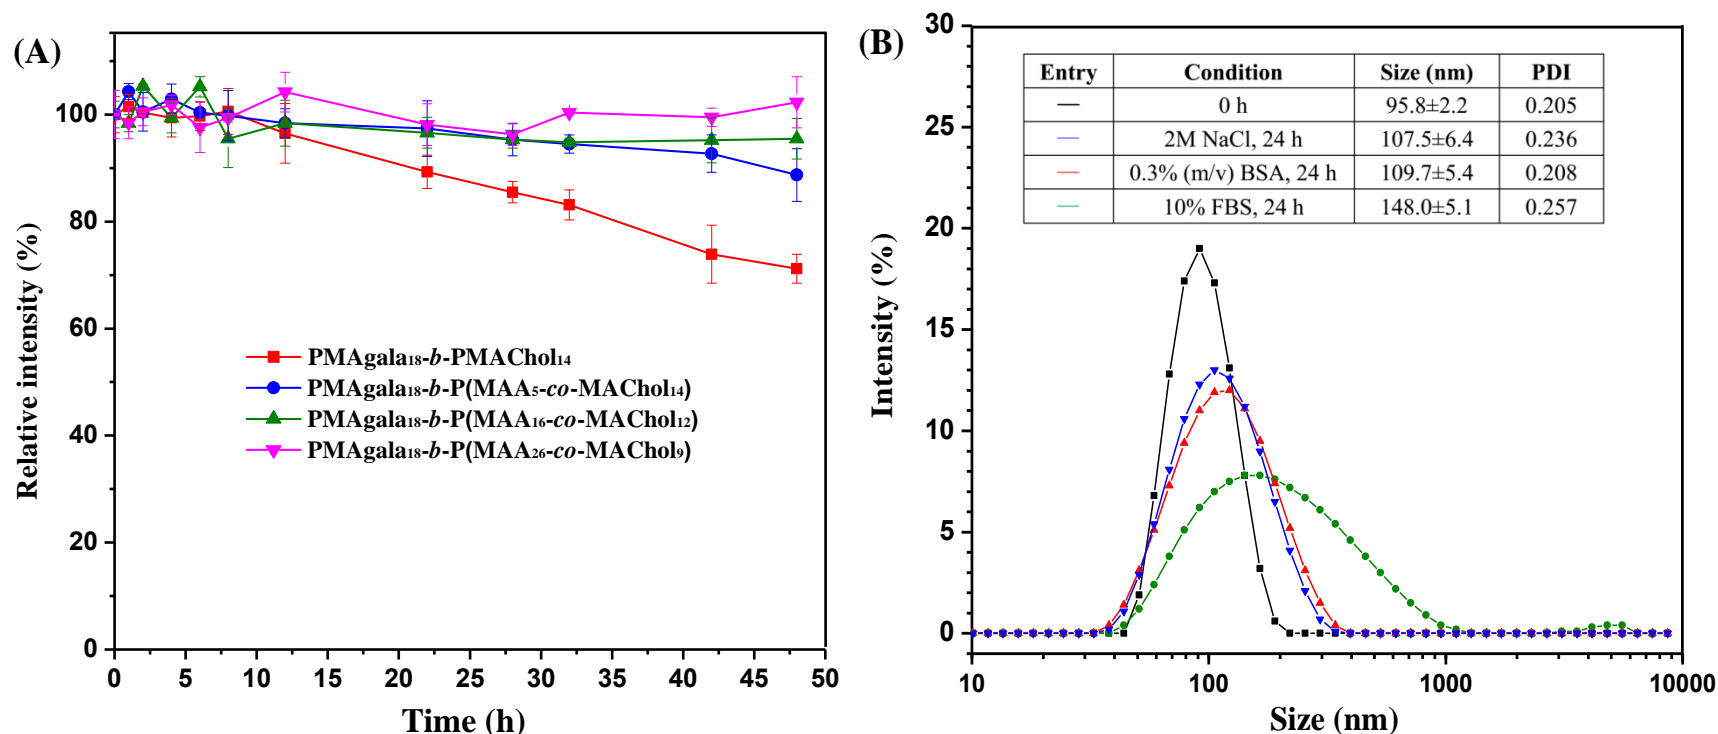 (A)
Relative intensity (%)
100
80
60
40
20
0
0 5 10 15 20 25 30 35 40 45 50
Time (h)
PMAgala18-b-PMAChol14
PMAgala18-b-P(MAA5-co-MAChol14)
PMAgala18-b-P(MAA16-co-MAChol12)
PMAgala18-b-P(MAA26-co-MAChol9)
(B)
Intensity (%)
30
25
20
15
10
5
0
10 100 1000 10000
Size (nm)
Entry Condition Size (nm) PDI
0 h 95.8±2.2 0.205
2M NaCl, 24 h 107.5±6.4 0.236
0.3% (m/v) BSA, 24 h 109.7±5.4 0.208
10% FBS, 24 h 148.0±5.1 0.257